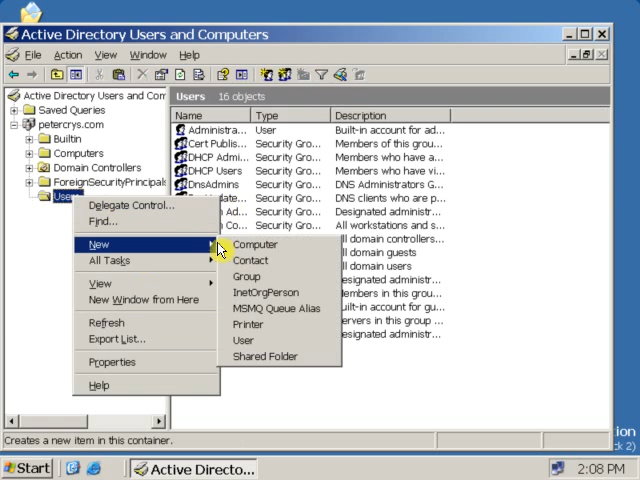 Active Directory Users and Computers
File Action View Window Help
Active Directory Users and Com
Saved Queries
petercrys.com
Builtin
Computers
Domain Controllers
ForeignSecurityPrincipals
Users 16 objects
Name Type Description
Administra... User Built-in account for ad...
Cert Publis... Security Gro... Members of this grou...
DHCP Admi... Security Gro... Members who have a...
DHCP Users Security Gro... Members who have vi...
DnsAdmins Security Gro... DNS Administrators G...
Security Gro... DNS clients who are p...
Ad... Security Gro... Designated administr...
Co... Security Gro... All workstations and s...
domain controllers...
domain guests
domain users
esignated administr...
embers in this grou...
uilt-in account for gu...
ervers in this group ...
esignated administr...
Delegate Control...
Find...
New
All Tasks
View
New Window from Here
Refresh
Export List...
Properties
Help
Computer
Contact
Group
InetOrgPerson
MSMQ Queue Alias
Printer
User
Shared Folder
Creates a new item in this container.
ion
ck 2)
Start Active Directo... 2:08 PM